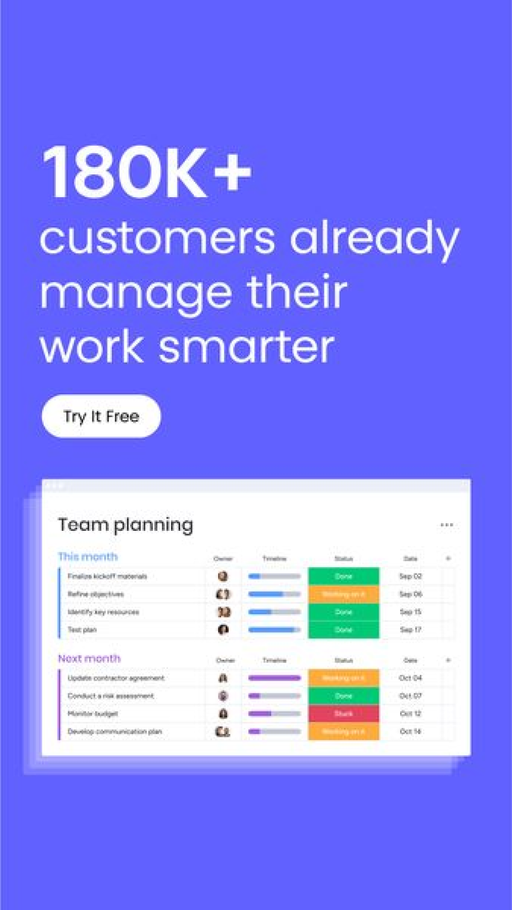 180K+
customers already
manage their
work smarter
Try It Free
Team planning
This month Owner Timeline Status Date
Finalize kickoff materials Done Sep 02
Refine objectives Working on it Sep 06
Identify key resources Done Sep 15
Test plan Done Sep 17
Next month Owner Timeline Status Date
Update contractor agreement Working on it Oct 04
Conduct a risk assessment Done Oct 07
Monitor budget Stuck Oct 12
Develop communication plan Working on it Oct 14